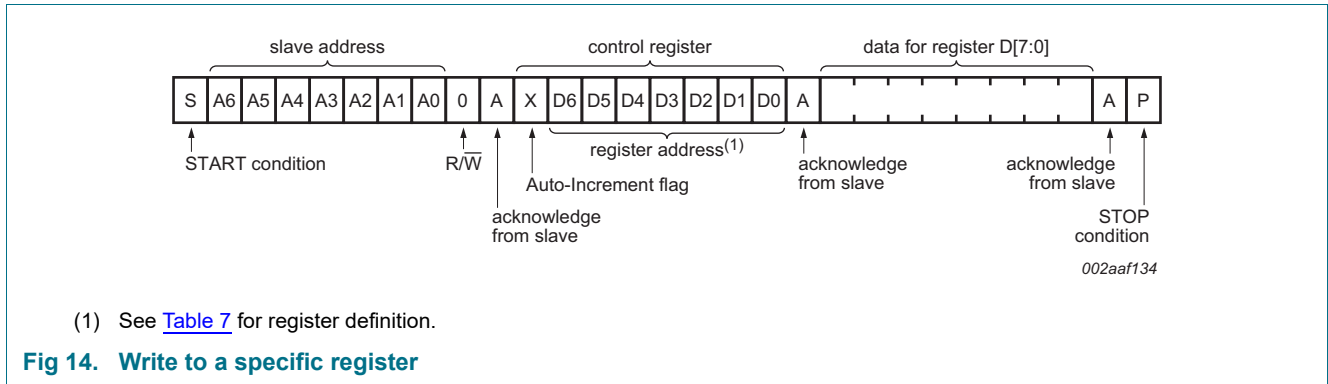 slave address control register data for register D[7:0]
S A6 A5 A4 A3 A2 A1 A0 0 A X D6 D5 D4 D3 D2 D1 D0 A A P
START condition R/W̅ register address(1) acknowledge from slave acknowledge from slave
Auto-Increment flag
acknowledge from slave
STOP condition
002aaf134
(1) See Table 7 for register definition.
Fig 14. Write to a specific register